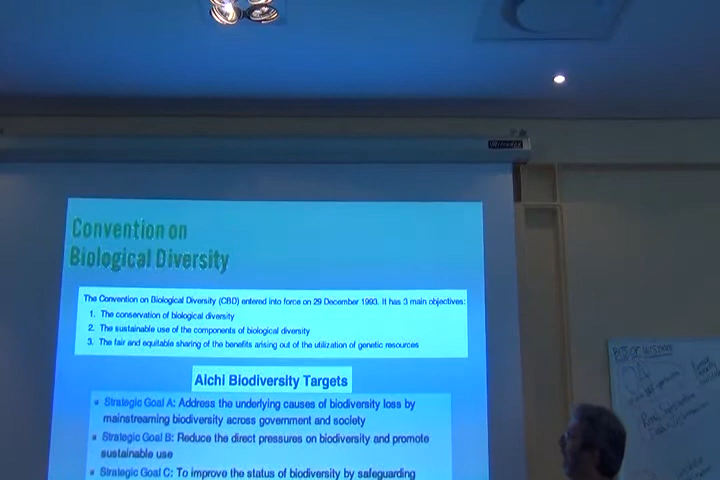 Convention on
Biological Diversity
The Convention on Biological Diversity (CBD) entered into force on 29 December 1993. It has 3 main objectives:
1. The conservation of biological diversity
2. The sustainable use of the components of biological diversity
3. The fair and equitable sharing of the benefits arising out of the utilization of genetic resources
Aichi Biodiversity Targets
Strategic Goal A: Address the underlying causes of biodiversity loss by
mainstreaming biodiversity across government and society
Strategic Goal B: Reduce the direct pressures on biodiversity and promote
sustainable use
Strategic Goal C: To improve the status of biodiversity by safeguarding